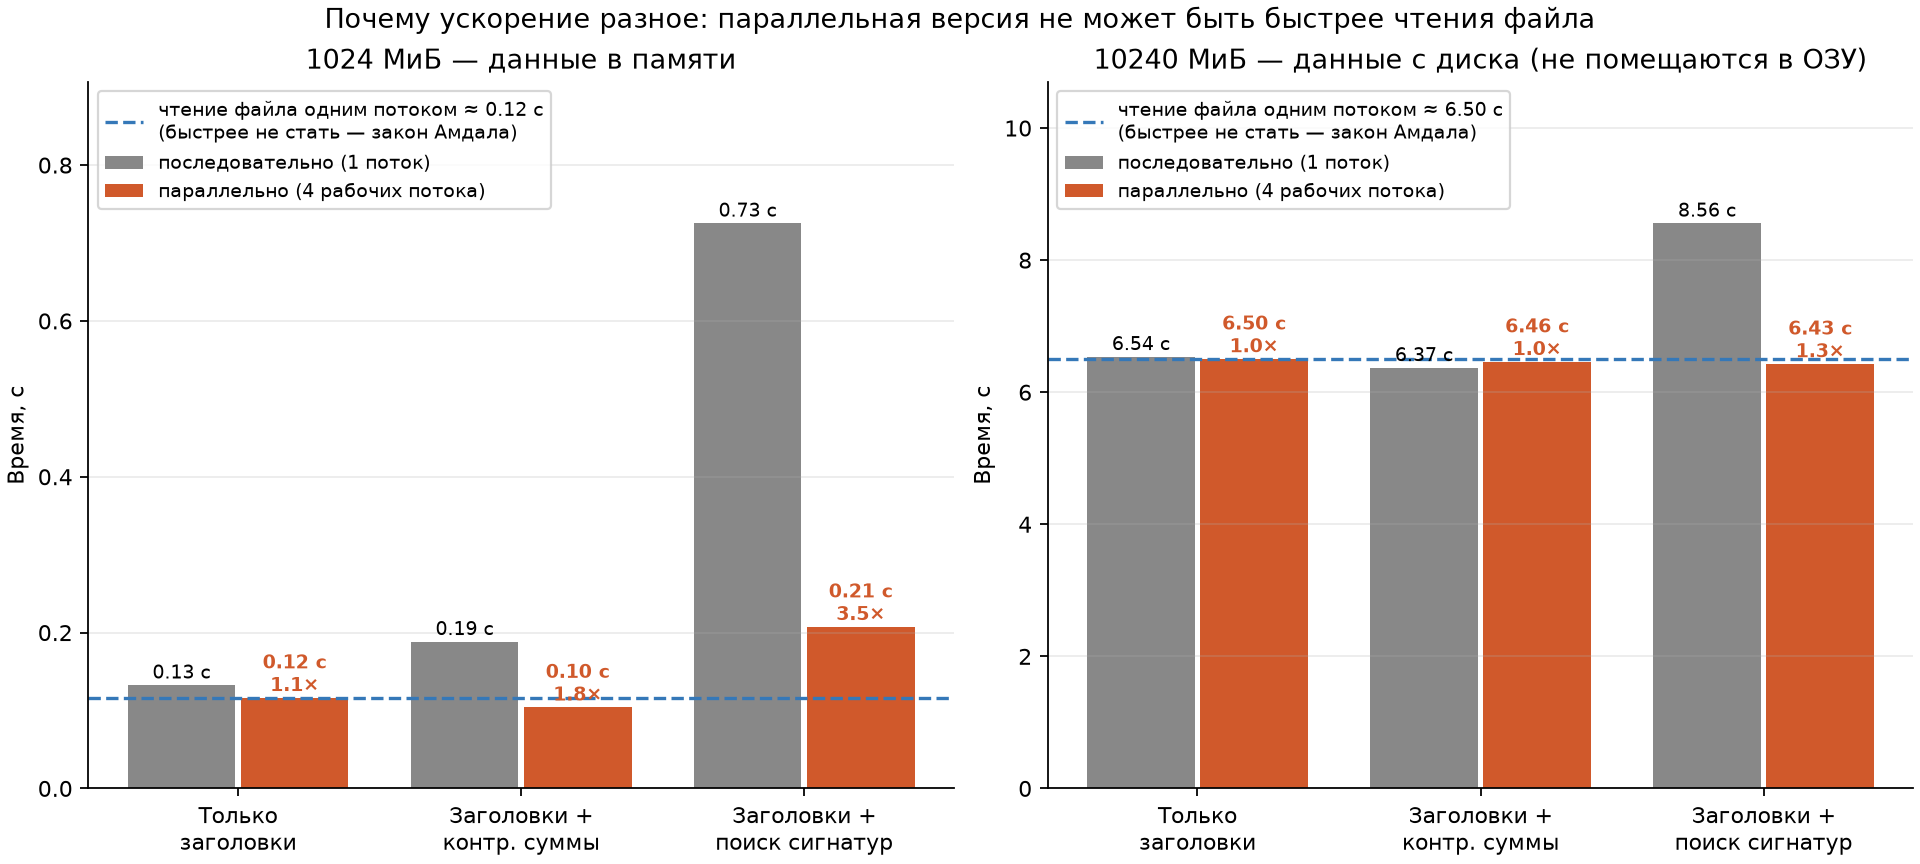 Почему ускорение разное: параллельная версия не может быть быстрее чтения файла
1024 МиБ — данные в памяти
чтение файла одним потоком ≈ 0.12 с
(быстрее не стать — закон Амдала)
последовательно (1 поток)
параллельно (4 рабочих потока)
Время, с
0.8
0.6
0.4
0.2
0.0
0.13 с
0.12 с
1.1×
0.19 с
0.10 с
1.8×
0.73 с
0.21 с
3.5×
Только
заголовки
Заголовки +
контр. суммы
Заголовки +
поиск сигнатур
10240 МиБ — данные с диска (не помещаются в ОЗУ)
чтение файла одним потоком ≈ 6.50 с
(быстрее не стать — закон Амдала)
последовательно (1 поток)
параллельно (4 рабочих потока)
Время, с
10
8
6
4
2
0
6.54 с
6.50 с
1.0×
6.37 с
6.46 с
1.0×
8.56 с
6.43 с
1.3×
Только
заголовки
Заголовки +
контр. суммы
Заголовки +
поиск сигнатур